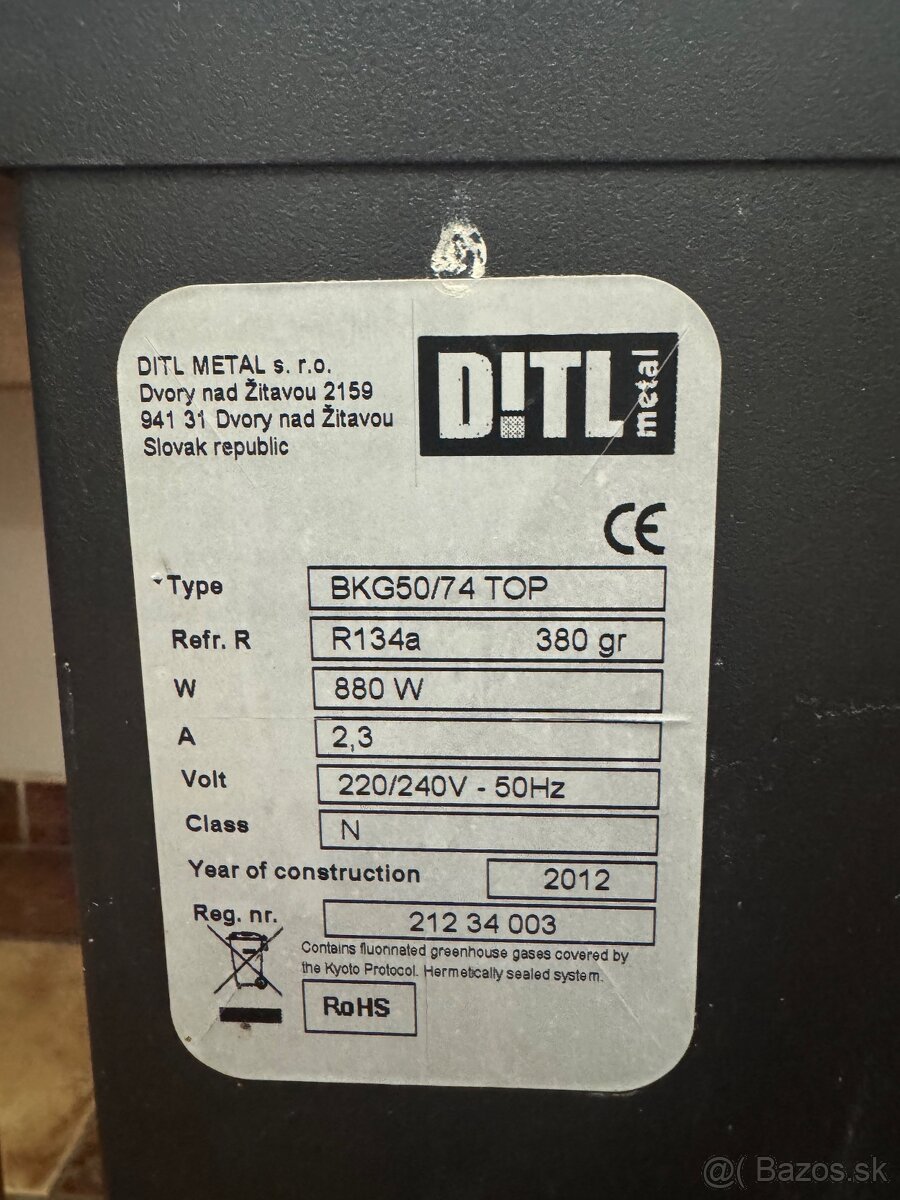 DITL METAL s. r.o.
Dvory nad Žitavou 2159
941 31 Dvory nad Žitavou
Slovak republic
D!TL metal
CE
Type BKG50/74 TOP
Refr. R R134a 380 gr
W 880 W
A 2,3
Volt 220/240V - 50Hz
Class N
Year of construction 2012
Reg. nr. 212 34 003
Contains fluonnated greenhouse gases covered by
the Kyoto Protocol. Hermetically sealed system.
RoHS
@( Bazos.sk